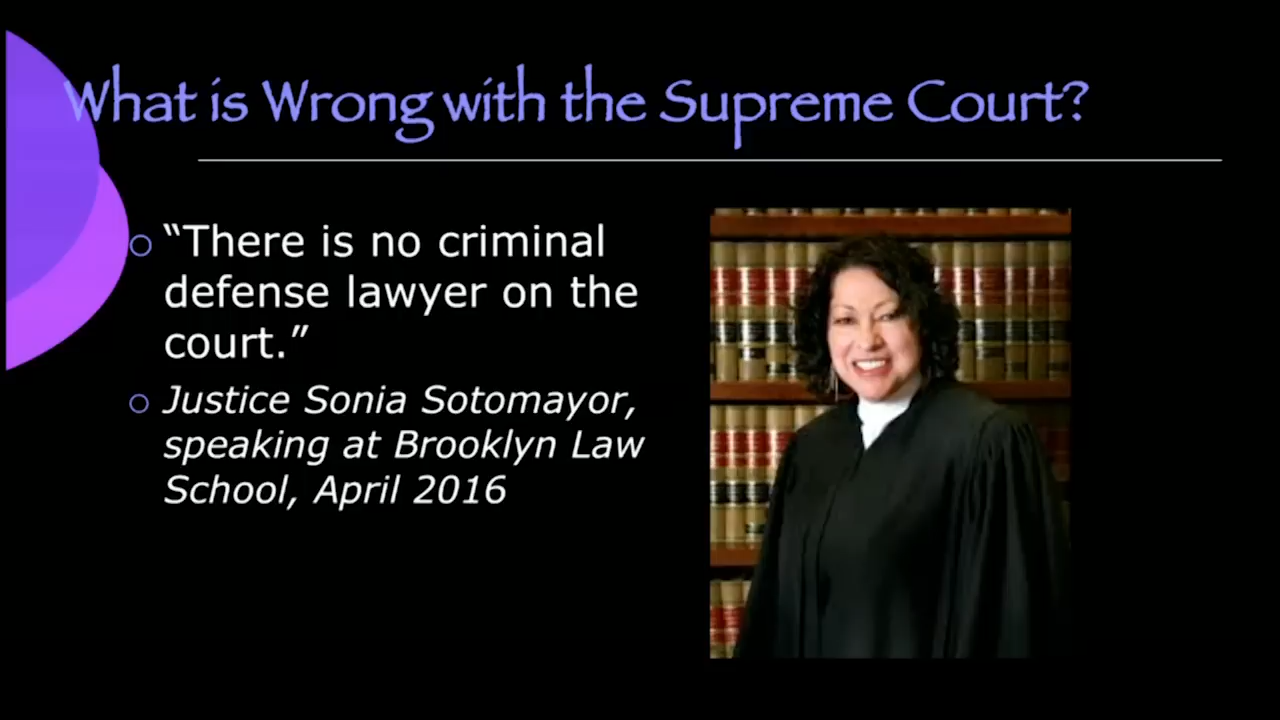 What is Wrong with the Supreme Court?
“There is no criminal
defense lawyer on the
court.”
Justice Sonia Sotomayor,
speaking at Brooklyn Law
School, April 2016